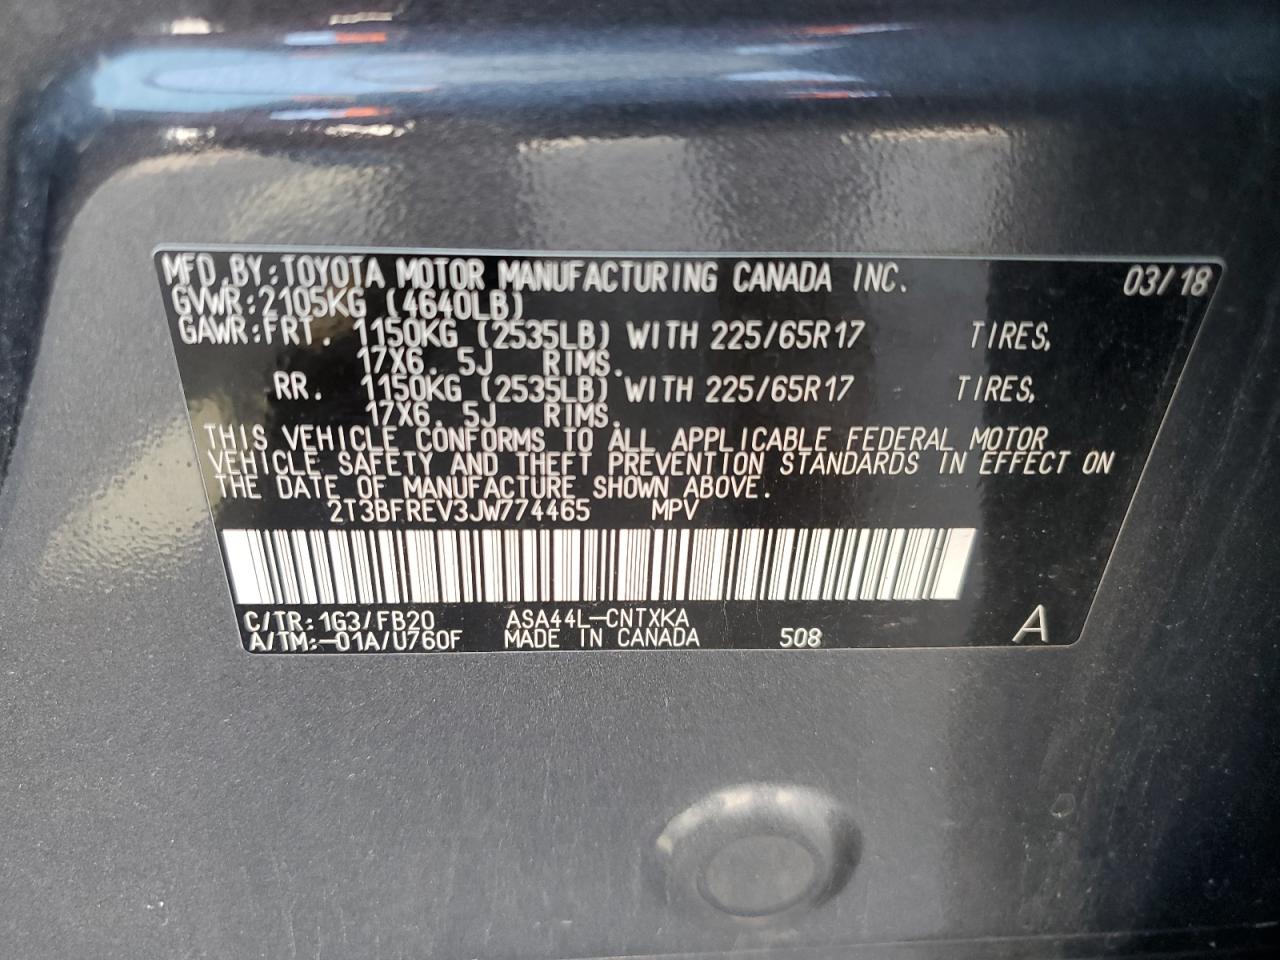 MFD.BY:TOYOTA MOTOR MANUFACTURING CANADA INC. 03/18
GVWR:2105KG (4640LB)
GAWR:FRT. 1150KG (2535LB) WITH 225/65R17 TIRES,
17X6.5J RIMS.
RR. 1150KG (2535LB) WITH 225/65R17 TIRES,
17X6.5J RIMS.
THIS VEHICLE CONFORMS TO ALL APPLICABLE FEDERAL MOTOR
VEHICLE SAFETY AND THEFT PREVENTION STANDARDS IN EFFECT ON
THE DATE OF MANUFACTURE SHOWN ABOVE.
2T3BFREV3JW774465 MPV
C/TR:1G3/FB20 ASA44L-CNTXKA
A/TM:-01A/U760F MADE IN CANADA 508 A